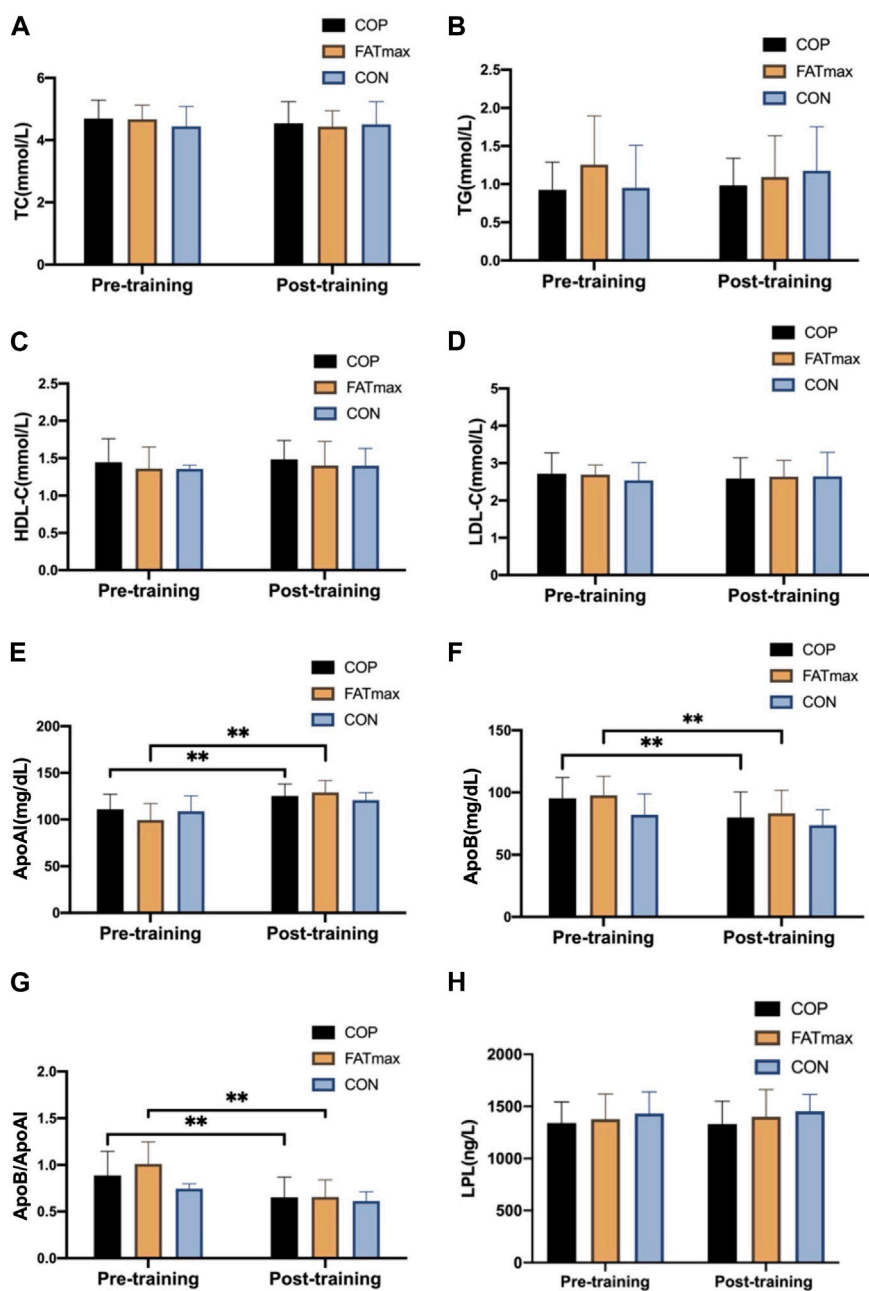 A
COP
FATmax
CON
TC(mmol/L)
6
4
2
0
Pre-training
Post-training
B
COP
FATmax
CON
TG(mmol/L)
2.5
2.0
1.5
1.0
0.5
0.0
Pre-training
Post-training
C
COP
FATmax
CON
HDL-C(mmol/L)
2.5
2.0
1.5
1.0
0.5
0.0
Pre-training
Post-training
D
COP
FATmax
CON
LDL-C(mmol/L)
5
4
3
2
1
0
Pre-training
Post-training
E
COP
FATmax
CON
ApoAI(mg/dL)
200
150
100
50
0
**
**
Pre-training
Post-training
F
COP
FATmax
CON
ApoB(mg/dL)
150
100
50
0
**
**
Pre-training
Post-training
G
COP
FATmax
CON
ApoB/ApoAI
2.0
1.5
1.0
0.5
0.0
**
**
Pre-training
Post-training
H
COP
FATmax
CON
LPL(ng/L)
2000
1500
1000
500
0
Pre-training
Post-training